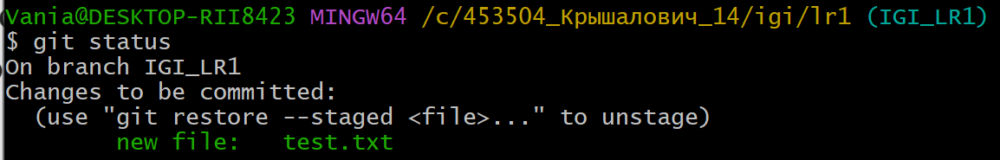 Vania@DESKTOP-RII8423 MINGW64 /c/453504_Крышалович_14/igi/lr1 (IGI_LR1)
$ git status
On branch IGI_LR1
Changes to be committed:
  (use "git restore --staged <file>..." to unstage)
        new file:   test.txt